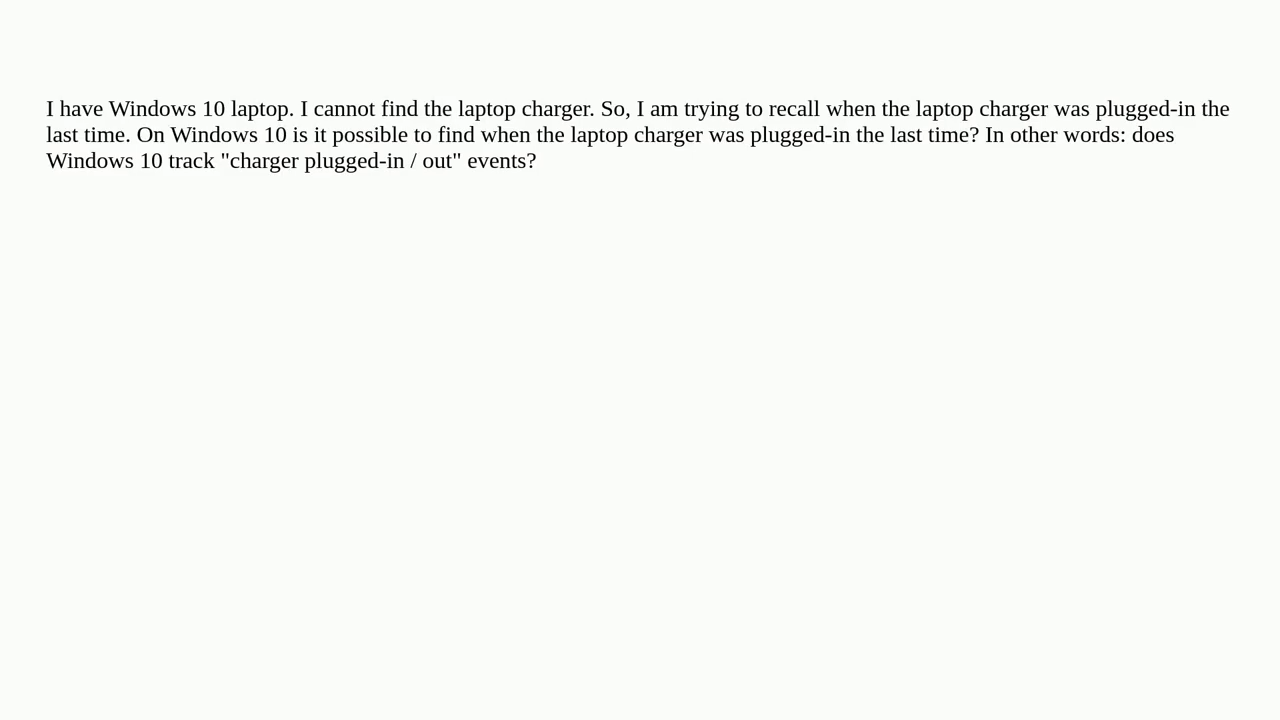 I have Windows 10 laptop. I cannot find the laptop charger. So, I am trying to recall when the laptop charger was plugged-in the
last time. On Windows 10 is it possible to find when the laptop charger was plugged-in the last time? In other words: does
Windows 10 track "charger plugged-in / out" events?